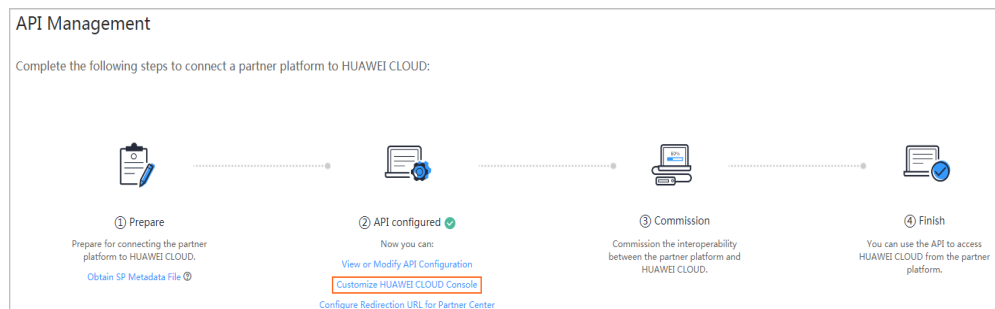 API Management
Complete the following steps to connect a partner platform to HUAWEI CLOUD:
① Prepare
Prepare for connecting the partner
platform to HUAWEI CLOUD.
Obtain SP Metadata File
② API configured
Now you can:
View or Modify API Configuration
Customize HUAWEI CLOUD Console
Configure Redirection URL for Partner Center
③ Commission
Commission the interoperability
between the partner platform and
HUAWEI CLOUD.
④ Finish
You can use the API to access
HUAWEI CLOUD from the partner
platform.